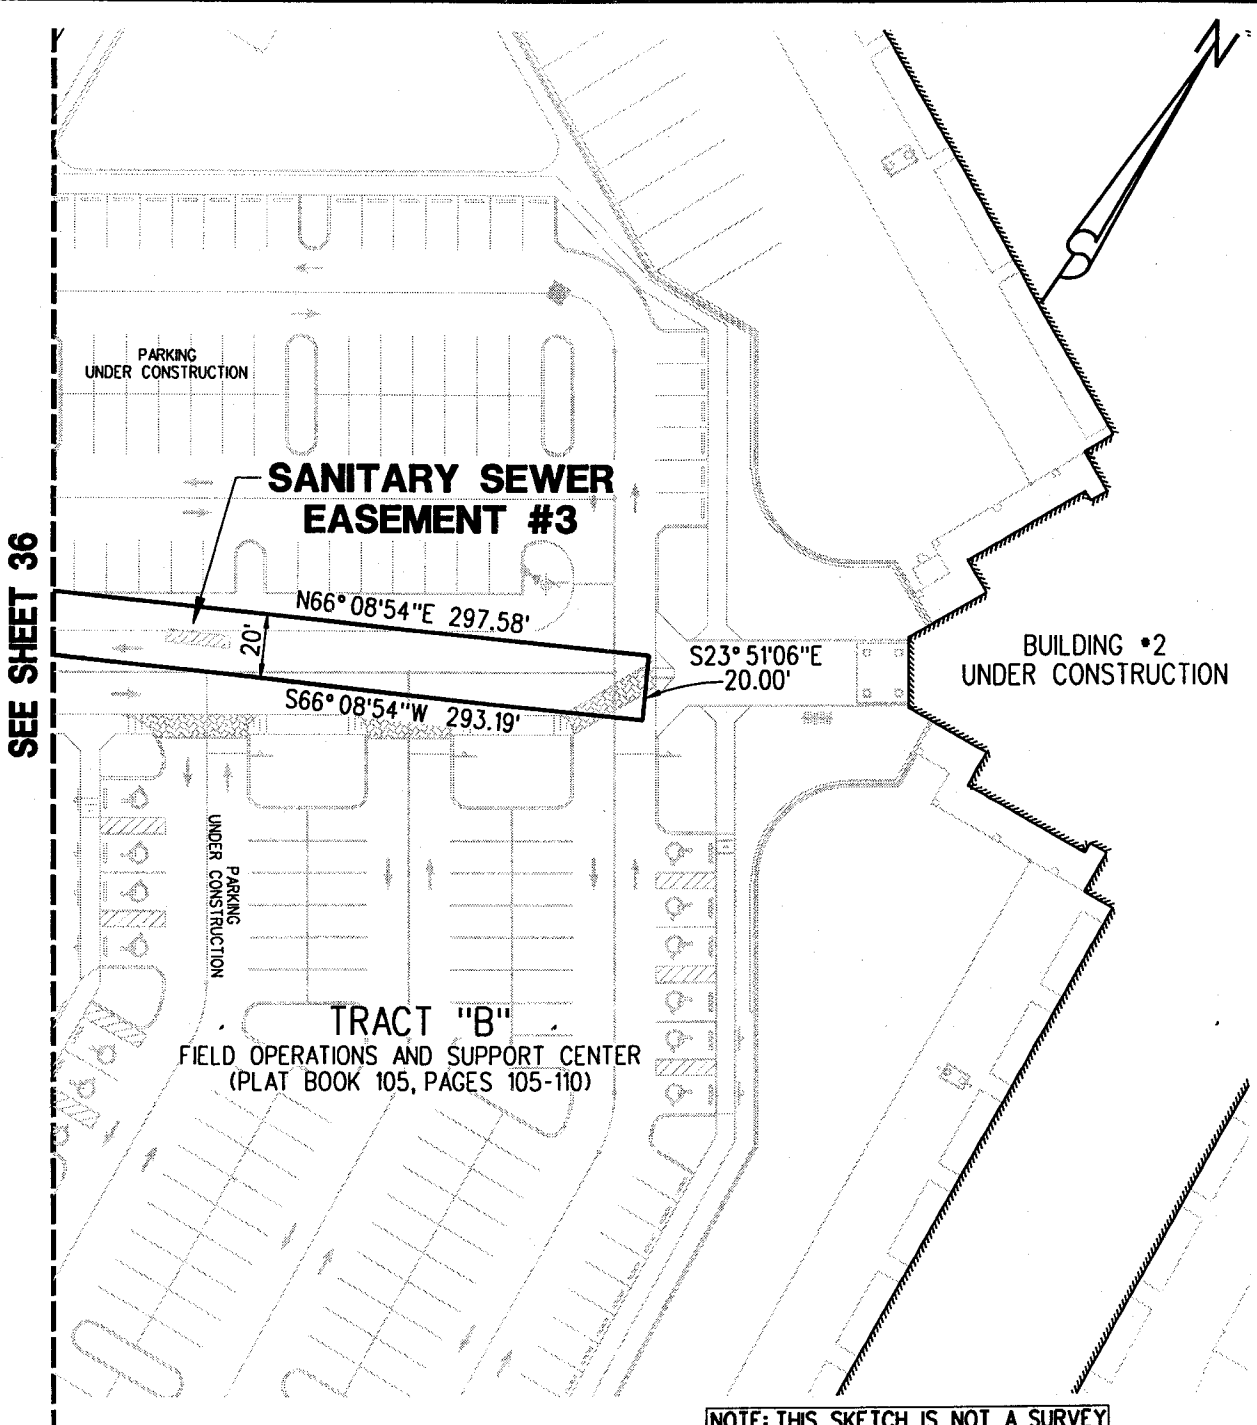 N
PARKING
UNDER CONSTRUCTION
SANITARY SEWER
EASEMENT #3
SEE SHEET 36
N66°08'54"E 297.58'
20'
S66°08'54"W 293.19'
S23°51'06"E
20.00'
BUILDING •2
UNDER CONSTRUCTION
PARKING
UNDER CONSTRUCTION
TRACT "B"
FIELD OPERATIONS AND SUPPORT CENTER
(PLAT BOOK 105, PAGES 105-110)
NOTE: THIS SKETCH IS NOT A SURVEY